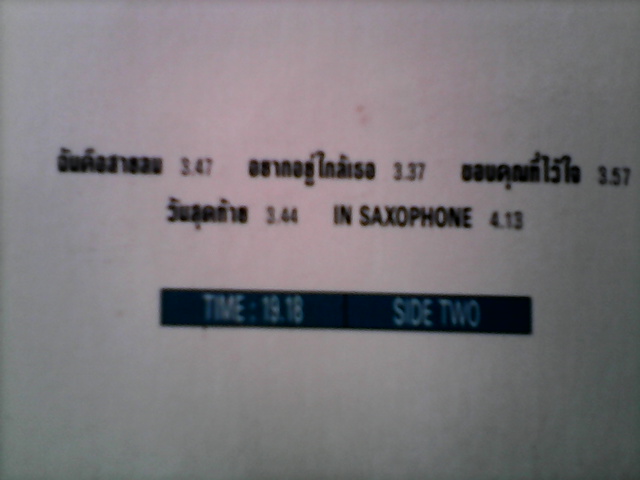 ฉันคือสายลม 3.47 อยากอยู่ใกล้เธอ 3.37 ขอบคุณที่ไว้ใจ 3.57
วันสุดท้าย 3.44 IN SAXOPHONE 4.13
TIME : 19.18 SIDE TWO